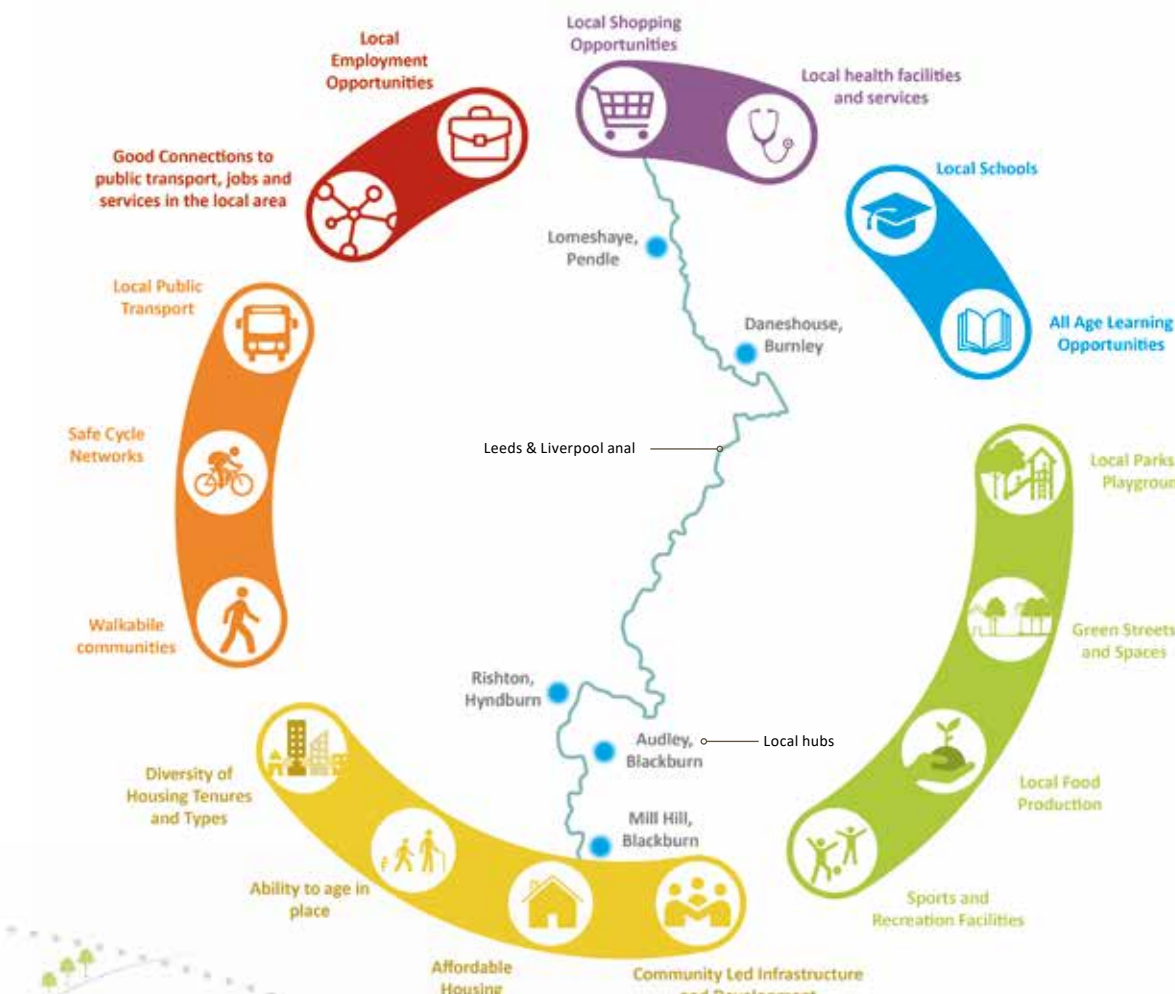 Local Shopping
Opportunities
Local health facilities
and services
Local Schools
All Age Learning
Opportunities
Local Parks
Green Streets
and Spaces
Local Food
Production
Sports and
Recreation Facilities
Community Led Infrastructure
and Development
Affordable
Housing
Ability to age in
place
Diversity of
Housing Tenures
and Types
Walkabile
communities
Safe Cycle
Networks
Local Public
Transport
Good Connections to
public transport, jobs and
services in the local area
Local
Employment
Opportunities
Lomeshaye,
Pendle
Daneshouse,
Burnley
Leeds & Liverpool anal
Rishton,
Hyndburn
Audley,
Blackburn
Local hubs
Mill Hill,
Blackburn